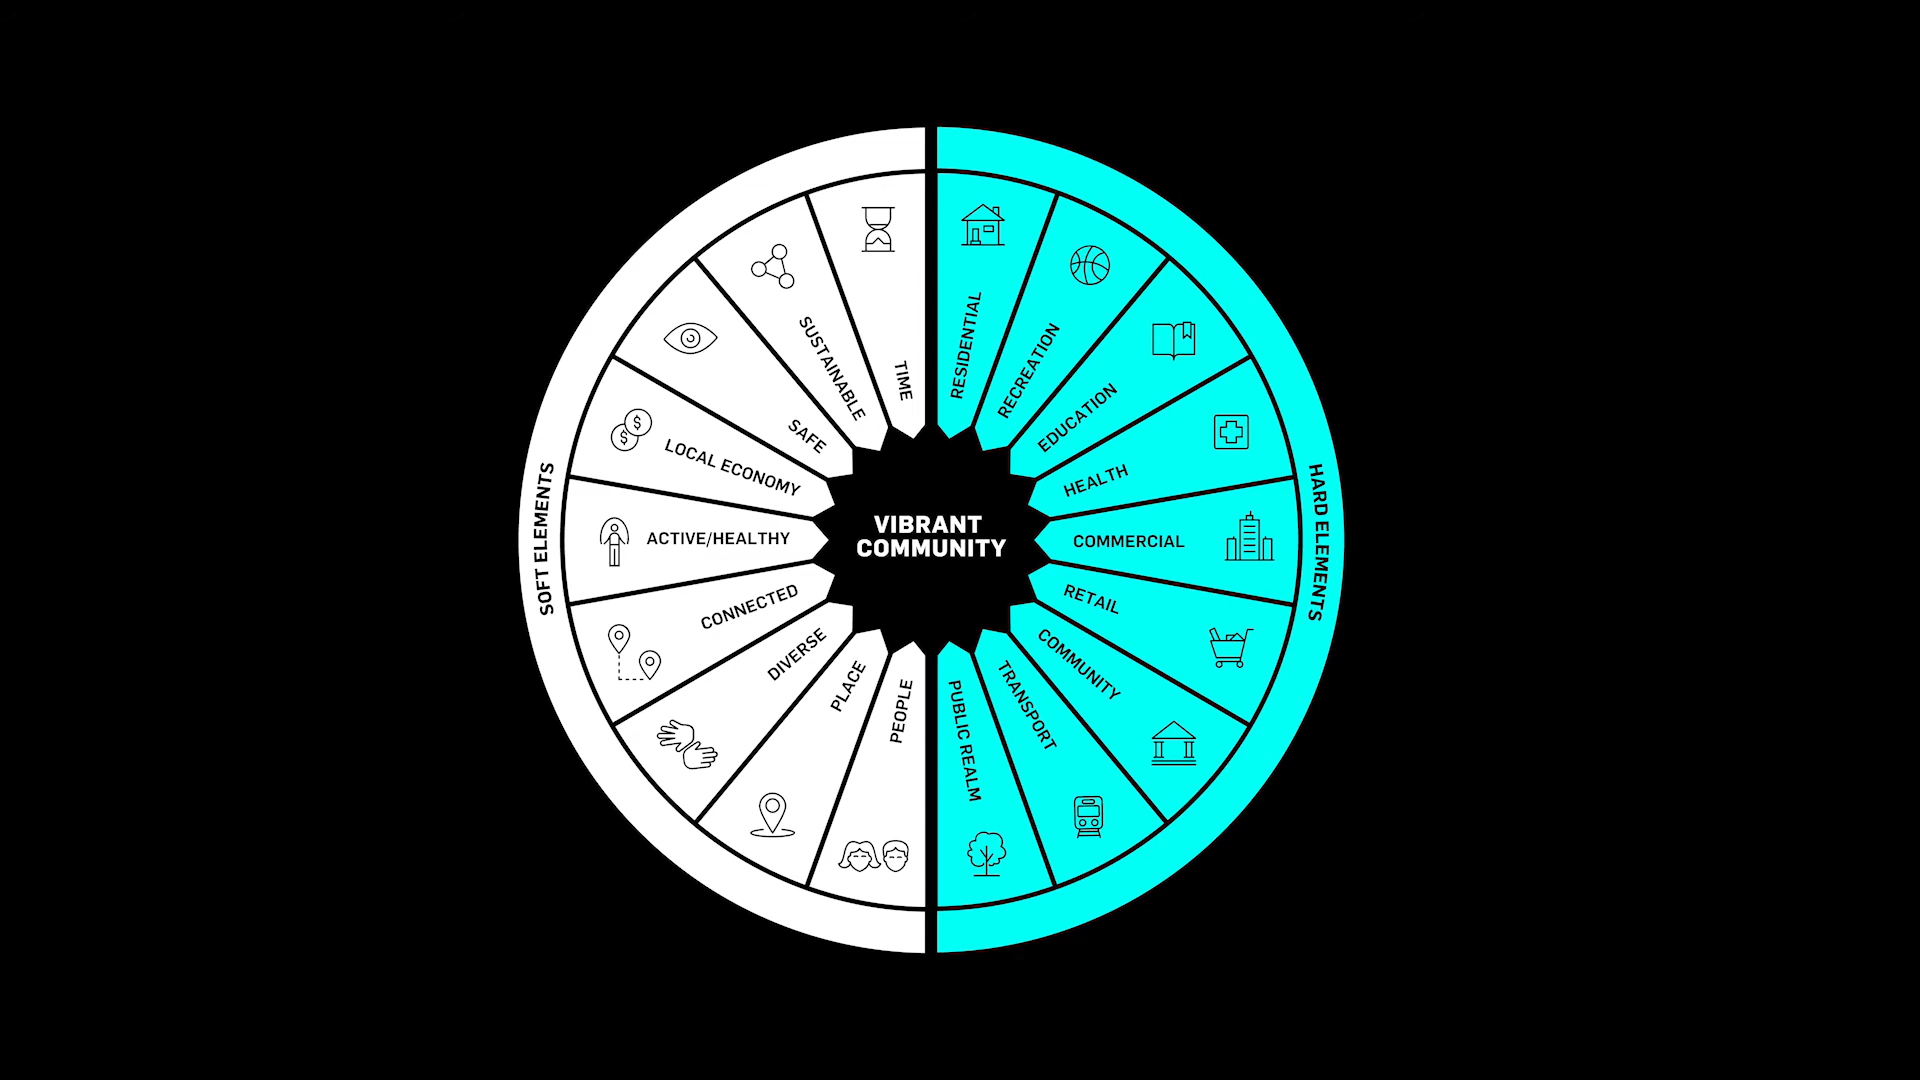 VIBRANT
COMMUNITY
SOFT ELEMENTS
TIME
SUSTAINABLE
SAFE
LOCAL ECONOMY
ACTIVE/HEALTHY
CONNECTED
DIVERSE
PLACE
PEOPLE
HARD ELEMENTS
RESIDENTIAL
RECREATION
EDUCATION
HEALTH
COMMERCIAL
RETAIL
COMMUNITY
TRANSPORT
PUBLIC REALM
$
$